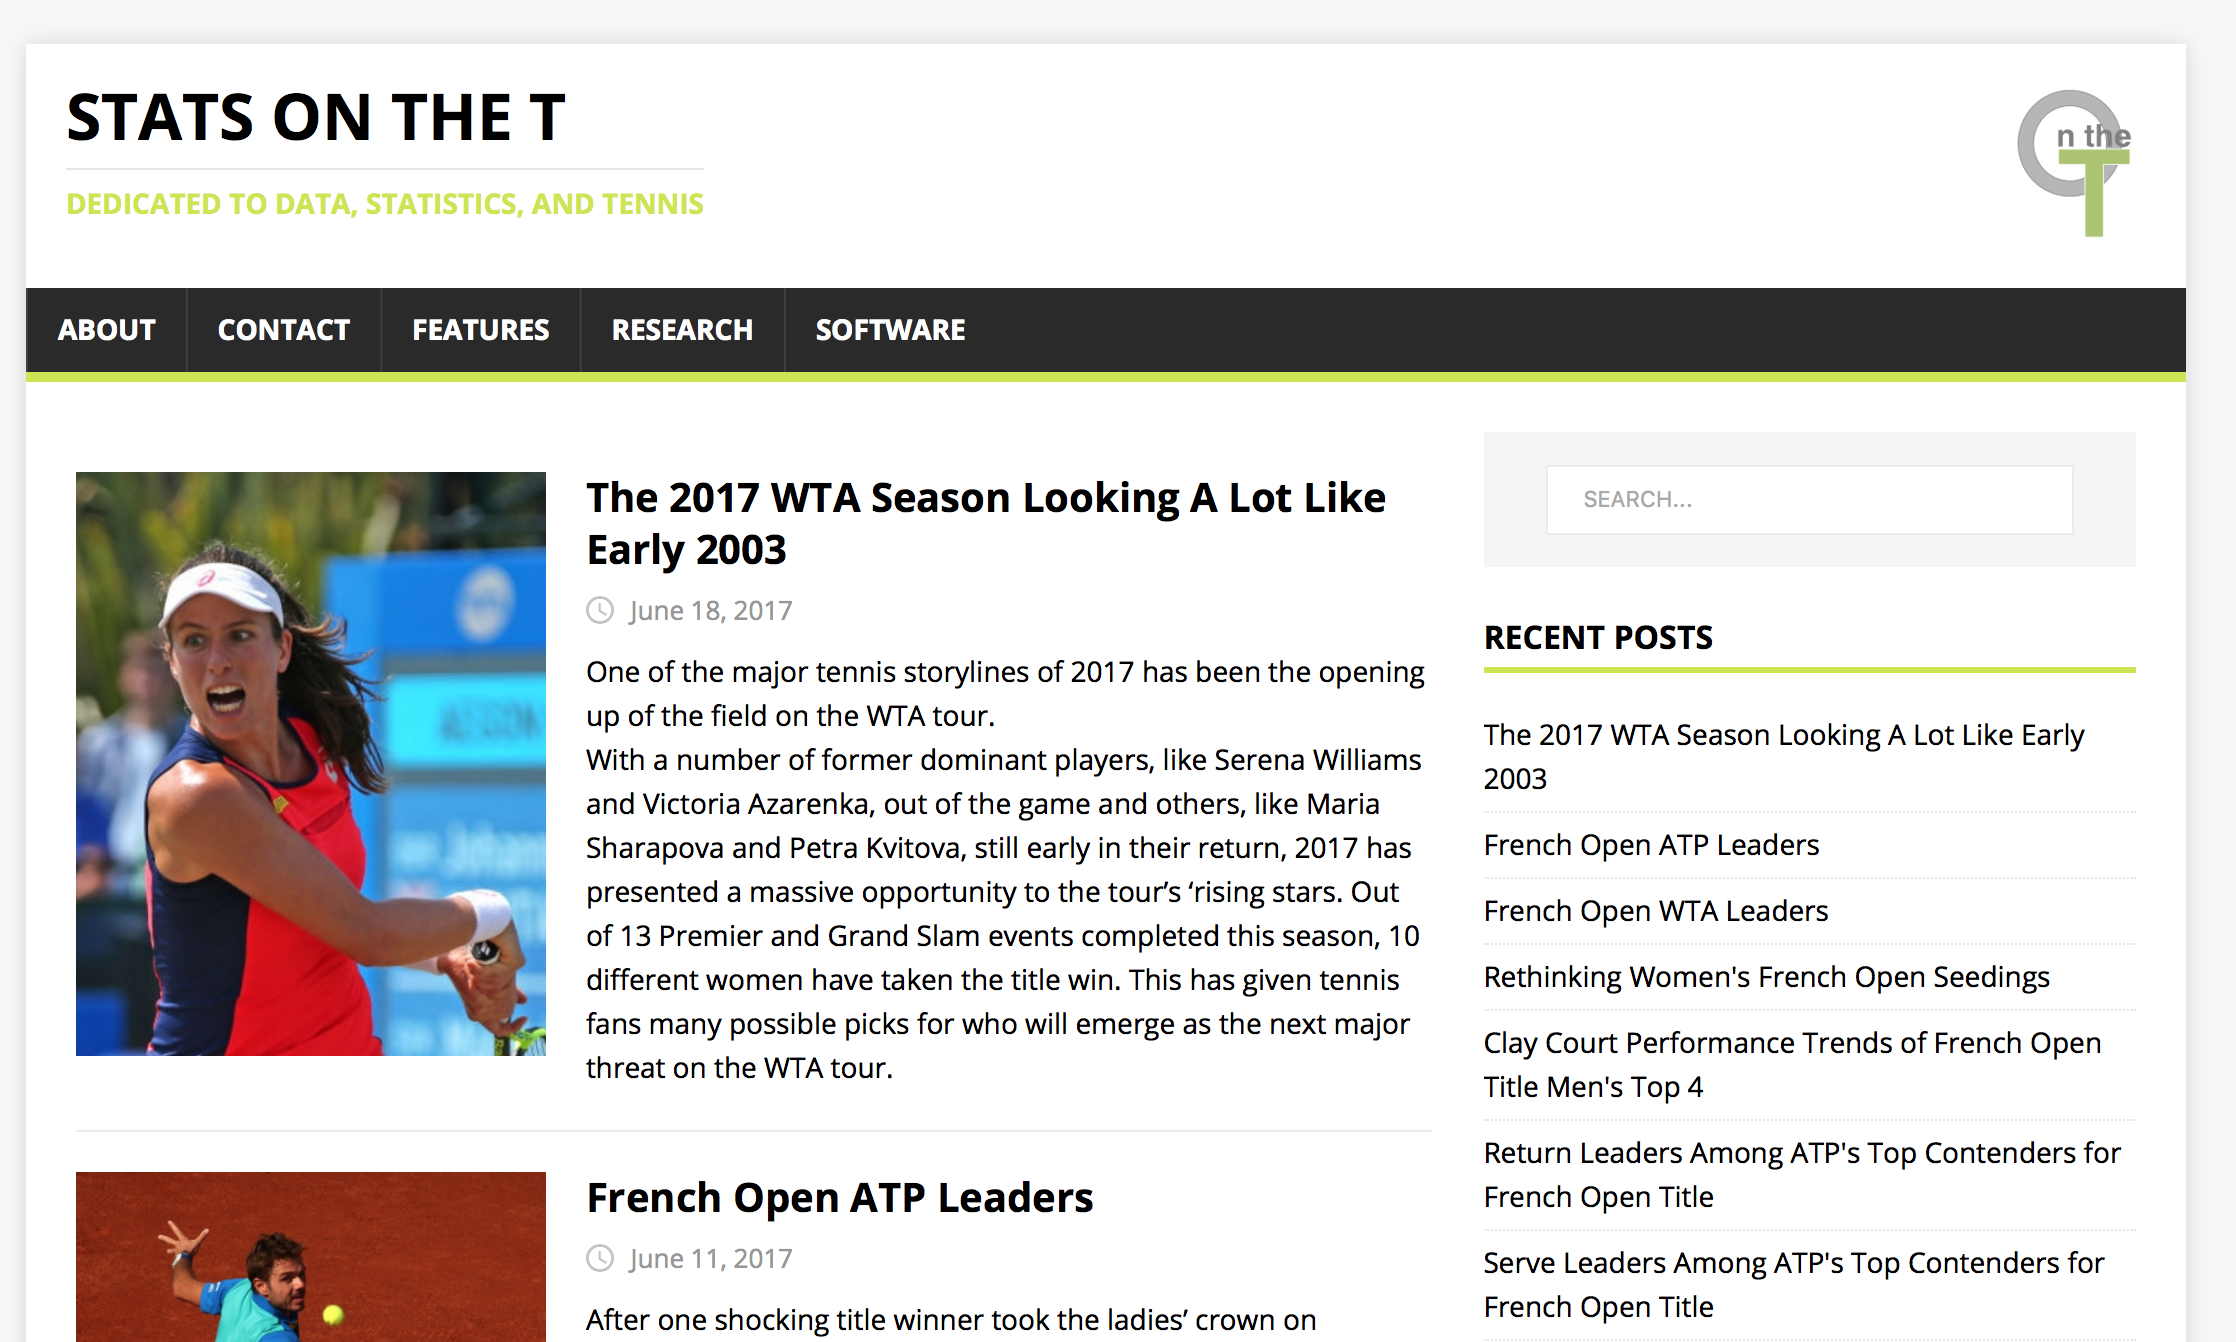 STATS ON THE T
DEDICATED TO DATA, STATISTICS, AND TENNIS
n the
T
ABOUT
CONTACT
FEATURES
RESEARCH
SOFTWARE
The 2017 WTA Season Looking A Lot Like
Early 2003
June 18, 2017
One of the major tennis storylines of 2017 has been the opening
up of the field on the WTA tour.
With a number of former dominant players, like Serena Williams
and Victoria Azarenka, out of the game and others, like Maria
Sharapova and Petra Kvitova, still early in their return, 2017 has
presented a massive opportunity to the tour’s ‘rising stars. Out
of 13 Premier and Grand Slam events completed this season, 10
different women have taken the title win. This has given tennis
fans many possible picks for who will emerge as the next major
threat on the WTA tour.
French Open ATP Leaders
June 11, 2017
After one shocking title winner took the ladies’ crown on
SEARCH...
RECENT POSTS
The 2017 WTA Season Looking A Lot Like Early
2003
French Open ATP Leaders
French Open WTA Leaders
Rethinking Women's French Open Seedings
Clay Court Performance Trends of French Open
Title Men's Top 4
Return Leaders Among ATP's Top Contenders for
French Open Title
Serve Leaders Among ATP's Top Contenders for
French Open Title